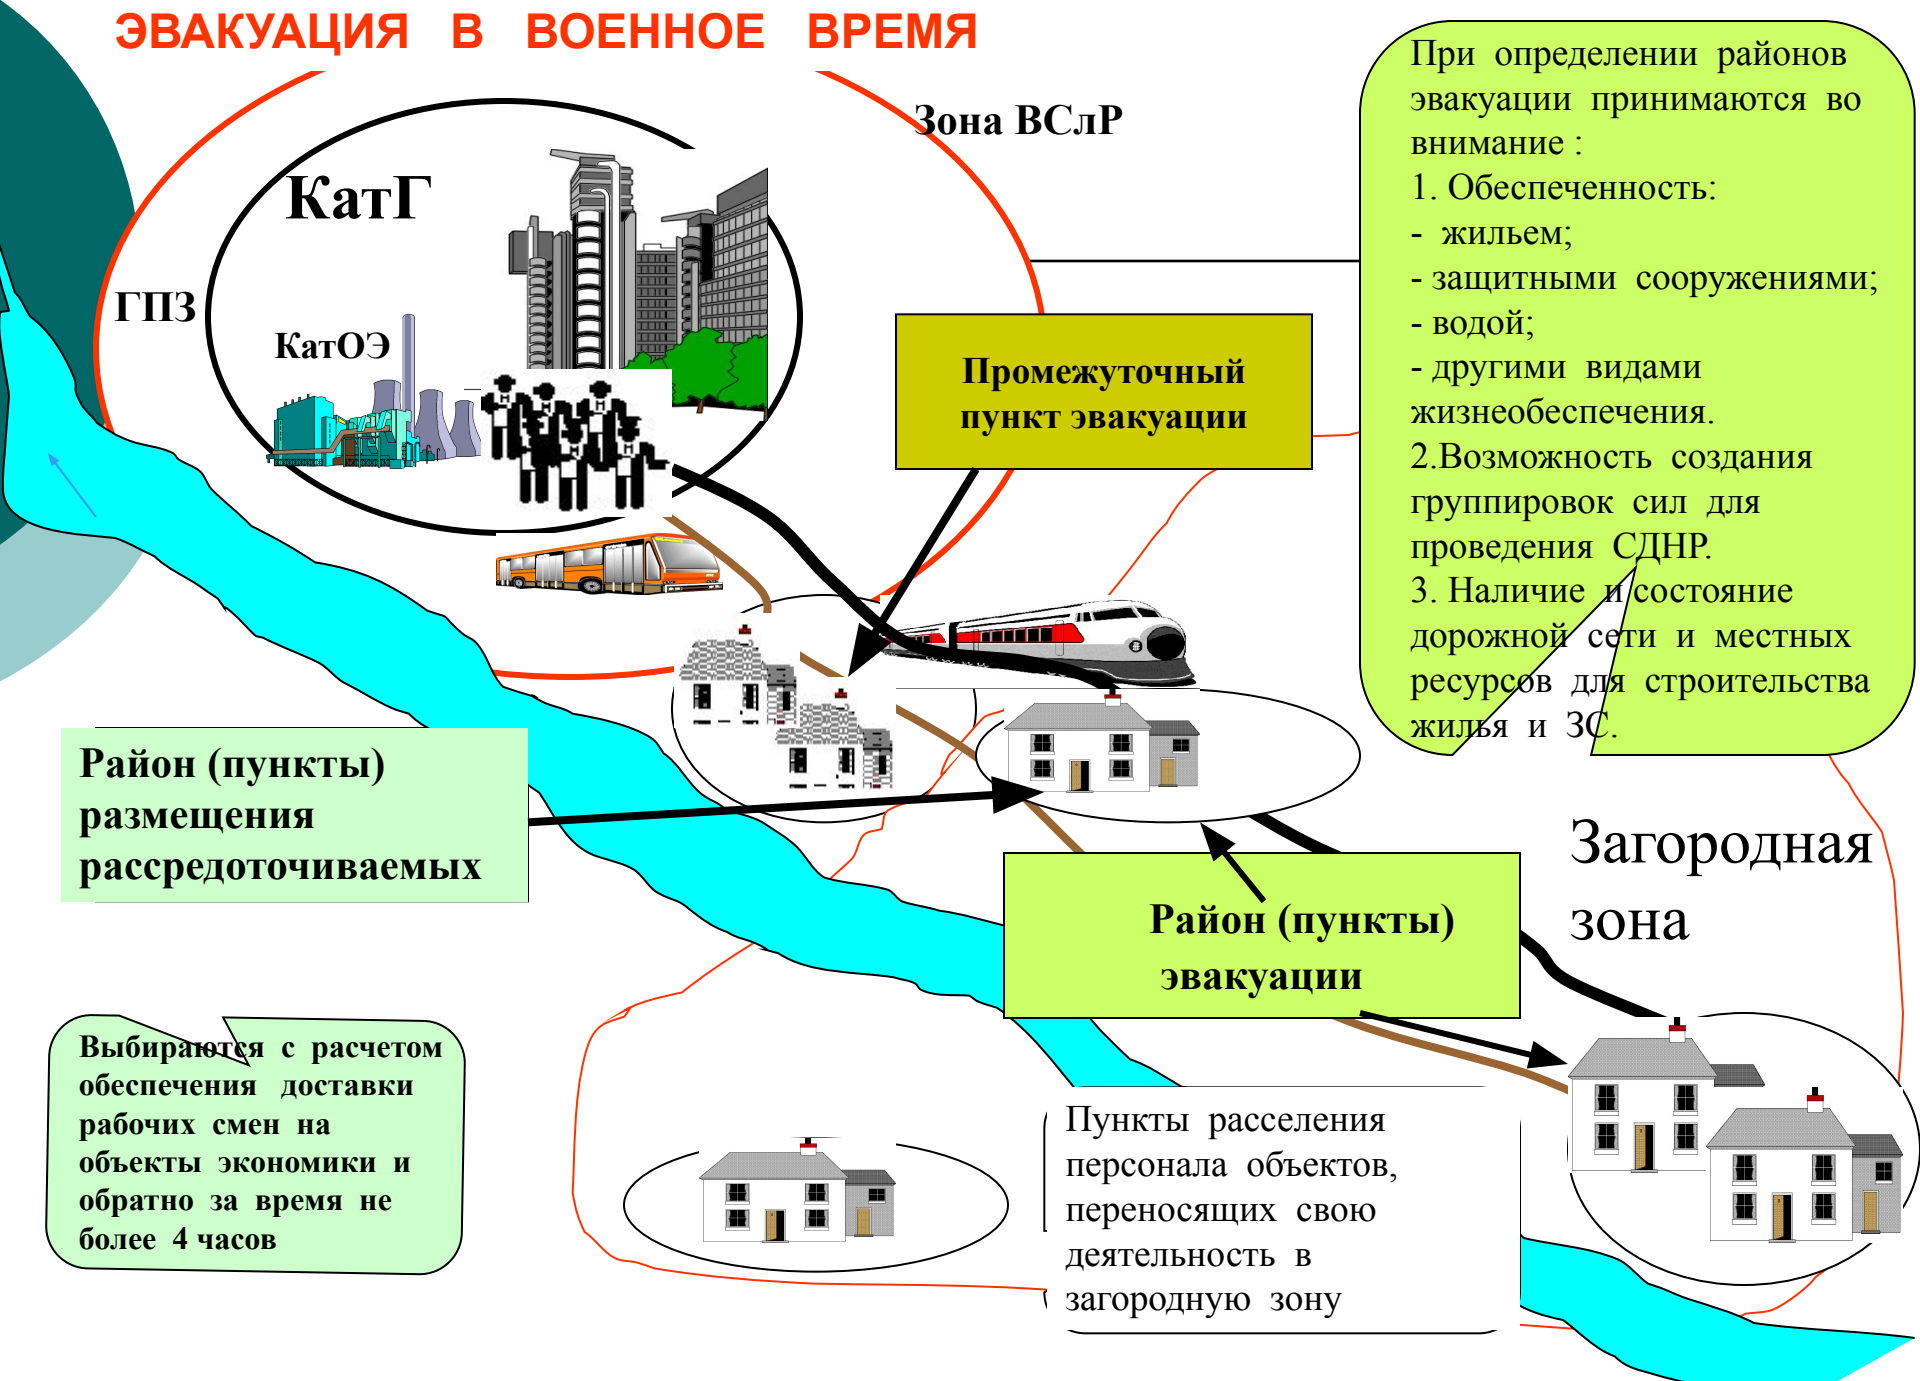 ЭВАКУАЦИЯ В ВОЕННОЕ ВРЕМЯ
Зона ВСлР
КатГ
ГПЗ
КатОЭ
Промежуточный
пункт эвакуации
При определении районов
эвакуации принимаются во
внимание :
1. Обеспеченность:
- жильем;
- защитными сооружениями;
- водой;
- другими видами
жизнеобеспечения.
2.Возможность создания
группировок сил для
проведения СДНР.
3. Наличие и состояние
дорожной сети и местных
ресурсов для строительства
жилья и ЗС.
Район (пункты)
размещения
рассредоточиваемых
Загородная
зона
Район (пункты)
эвакуации
Выбираются с расчетом
обеспечения доставки
рабочих смен на
объекты экономики и
обратно за время не
более 4 часов
Пункты расселения
персонала объектов,
переносящих свою
деятельность в
загородную зону